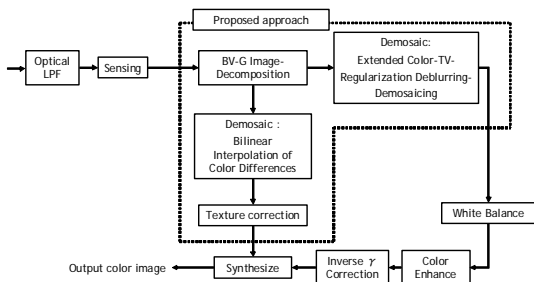 Proposed approach
Optical
LPF
Sensing
BV-G Image-
Decomposition
Demosaic:
Extended Color-TV-
Regularization Deblurring-
Demosaicing
Demosaic :
Bilinear
Interpolation of
Color Differences
Texture correction
White Balance
Output color image
Synthesize
Inverse γ
Correction
Color
Enhance